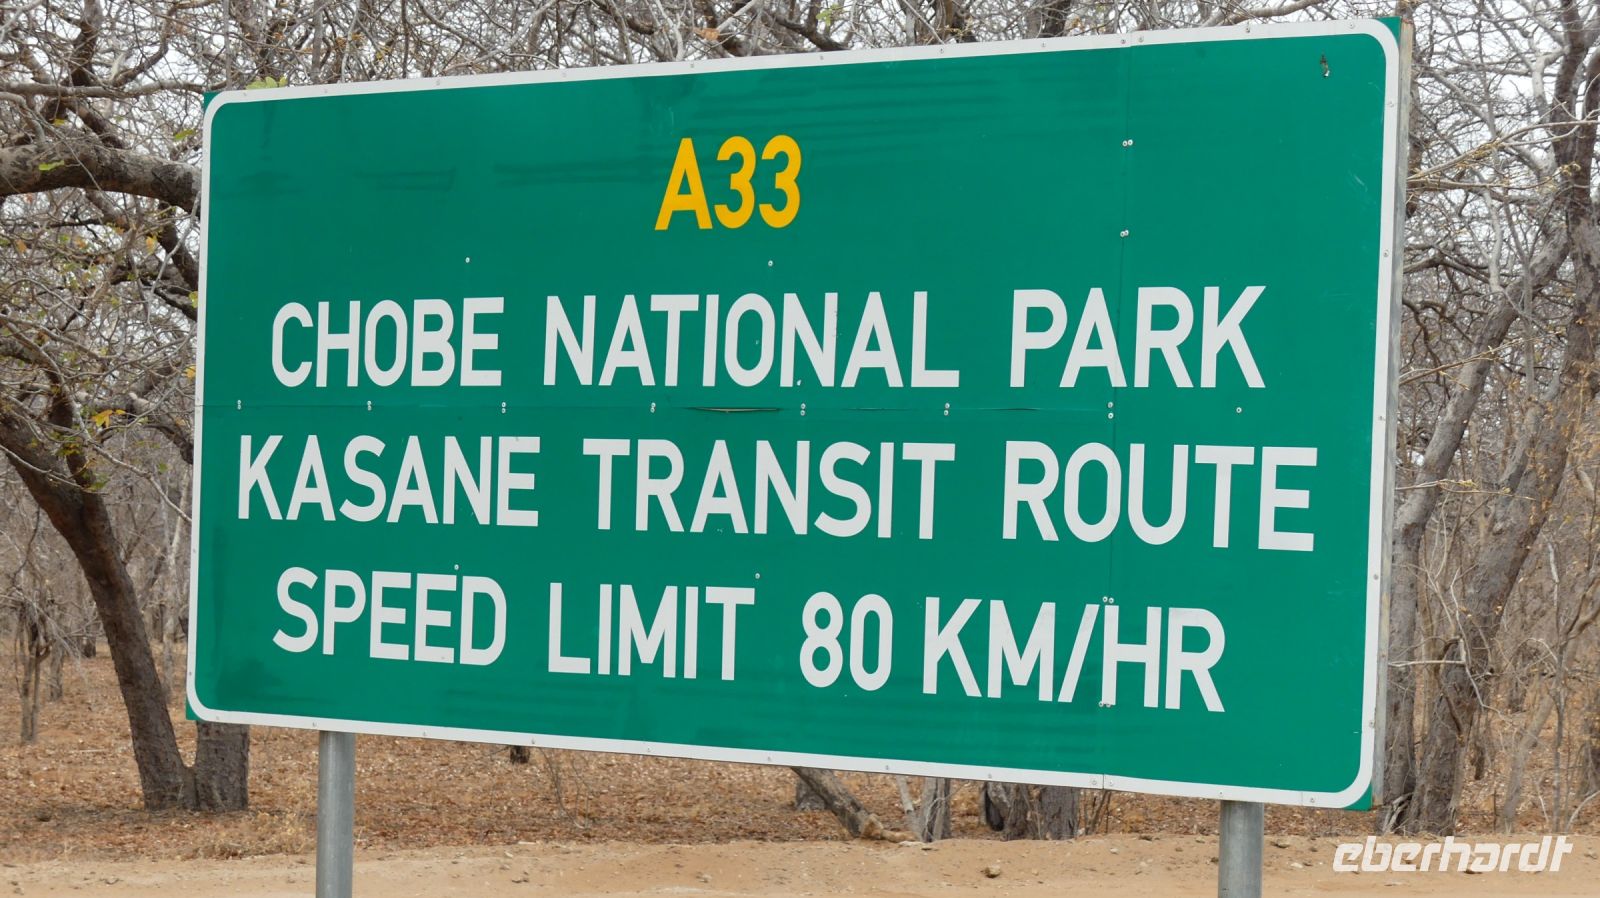 A33
CHOBE NATIONAL PARK
KASANE TRANSIT ROUTE
SPEED LIMIT 80 KM/HR
eberhardt